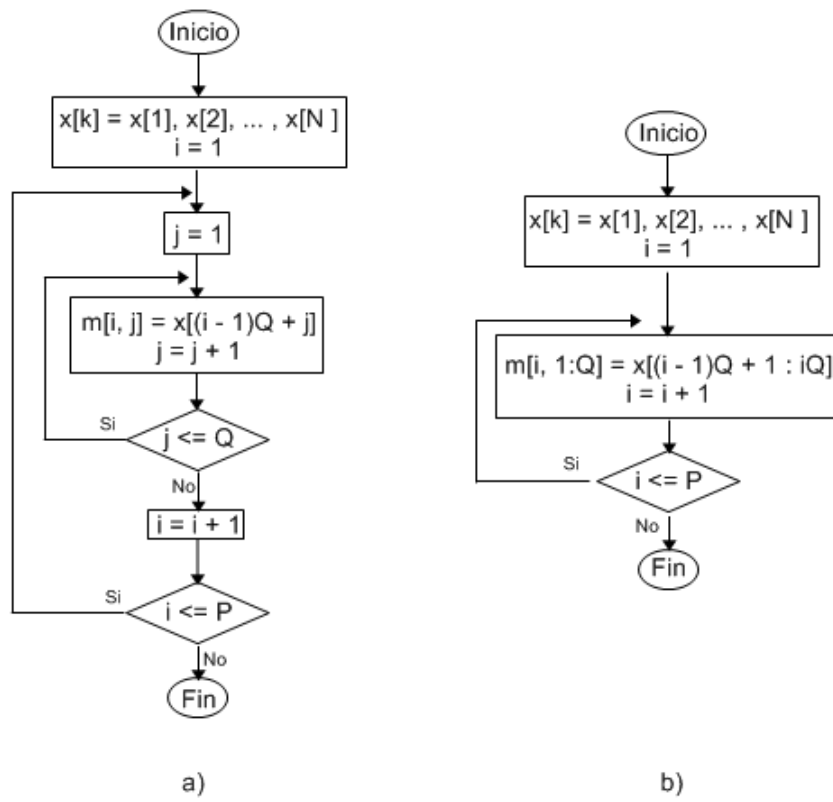 Inicio
x[k] = x[1], x[2], ... , x[N ]
i = 1
j = 1
m[i, j] = x[(i - 1)Q + j]
j = j + 1
Si
j <= Q
No
i = i + 1
Si
i <= P
No
Fin
a)
Inicio
x[k] = x[1], x[2], ... , x[N ]
i = 1
m[i, 1:Q] = x[(i - 1)Q + 1 : iQ]
i = i + 1
Si
i <= P
No
Fin
b)